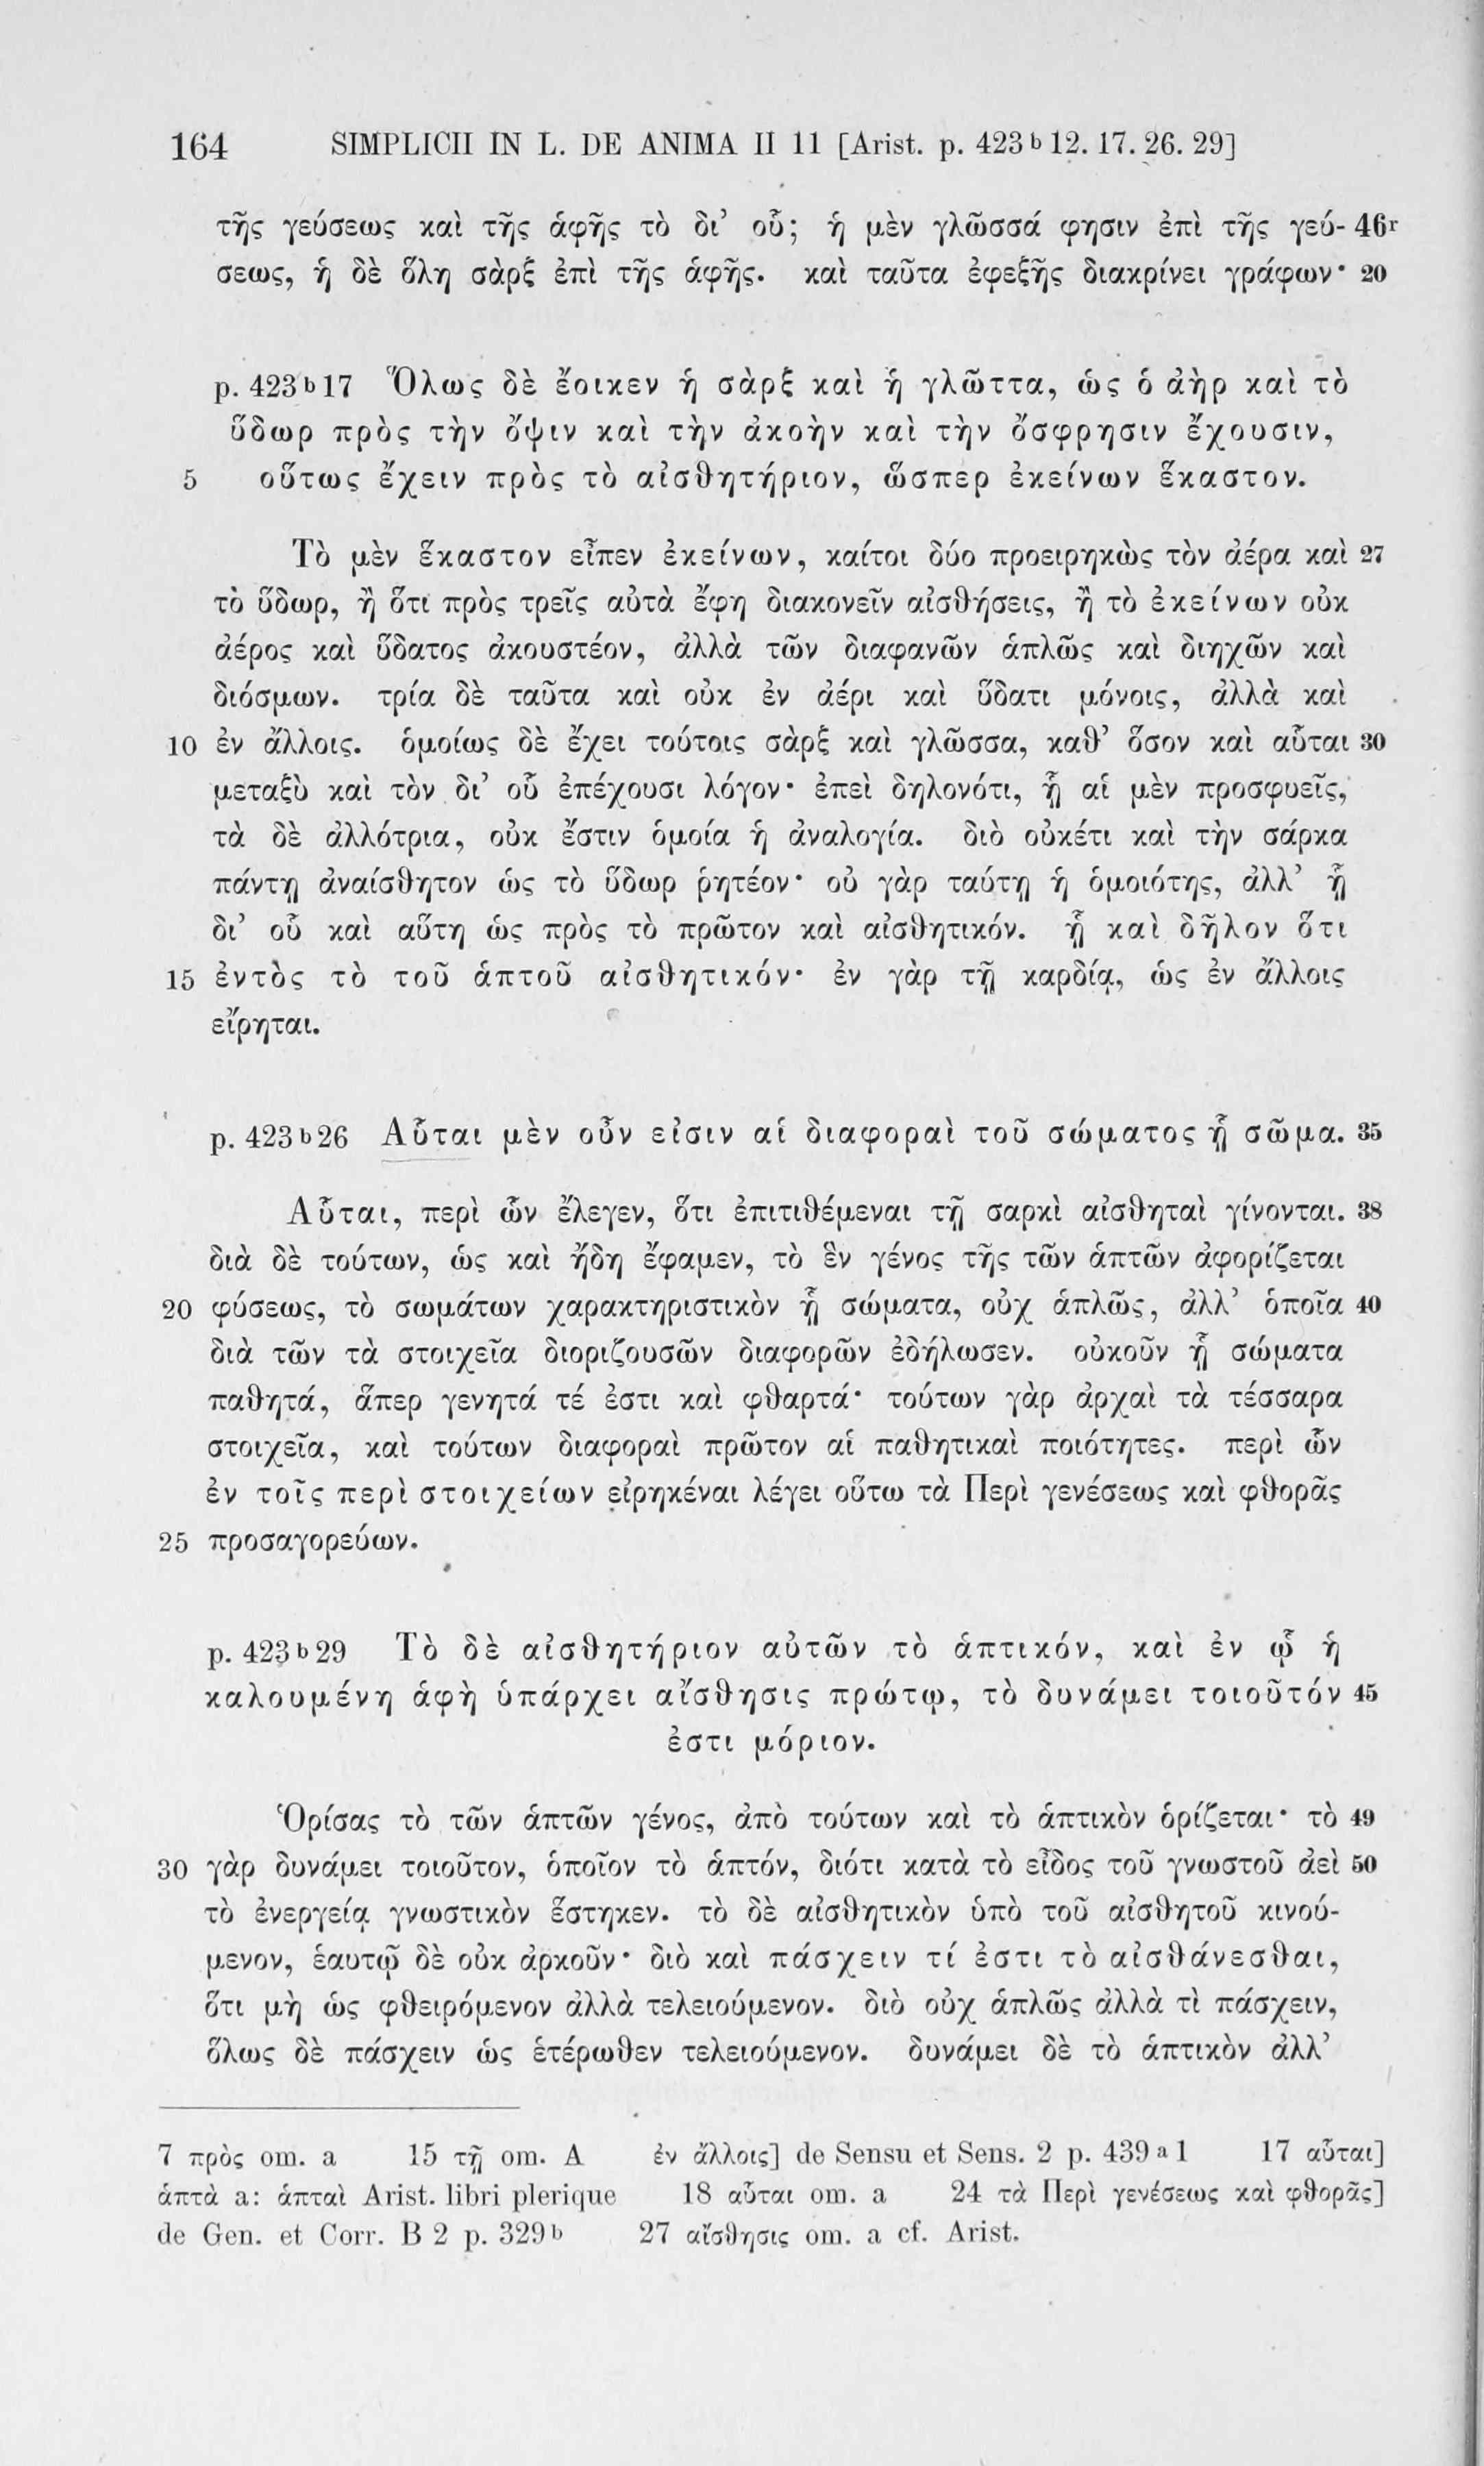 164 SIMPLICII IN L. DE ANIMA II 11 [Arist. p. 423 b 12. 17. 26. 29]
τῆς γεύσεως καὶ τῆς ἁφῆς τὸ δι’ οὗ; ἡ μὲν γλῶσσά φησιν ἐπὶ τῆς γεύ- 46r
σεως, ἡ δὲ ὅλη σὰρξ ἐπὶ τῆς ἁφῆς. καὶ ταῦτα ἐφεξῆς διακρίνει γράφων· 20
p. 423 b 17 Ὅλως δὲ ἔοικεν ἡ σὰρξ καὶ ἡ γλῶττα, ὡς ὁ ἀὴρ καὶ τὸ
ὕδωρ πρὸς τὴν ὄψιν καὶ τὴν ἀκοὴν καὶ τὴν ὄσφρησιν ἔχουσιν,
5 οὕτως ἔχειν πρὸς τὸ αἰσθητήριον, ὥσπερ ἐκείνων ἕκαστον.
Τὸ μὲν ἕκαστον εἶπεν ἐκείνων, καίτοι δύο προειρηκὼς τὸν ἀέρα καὶ 27
τὸ ὕδωρ, ἢ ὅτι πρὸς τρεῖς αὐτὰ ἔφη διακονεῖν αἰσθήσεις, ἢ τὸ ἐκείνων οὐκ
ἀέρος καὶ ὕδατος ἀκουστέον, ἀλλὰ τῶν διαφανῶν ἁπλῶς καὶ διηχῶν καὶ
διόσμων. τρία δὲ ταῦτα καὶ οὐκ ἐν ἀέρι καὶ ὕδατι μόνοις, ἀλλὰ καὶ
10 ἐν ἄλλοις. ὁμοίως δὲ ἔχει τούτοις σὰρξ καὶ γλῶσσα, καθ’ ὅσον καὶ αὗται 30
μεταξὺ καὶ τὸν δι’ οὗ ἐπέχουσι λόγον· ἐπεὶ δηλονότι, ᾗ αἱ μὲν προσφυεῖς,
τὰ δὲ ἀλλότρια, οὐκ ἔστιν ὁμοία ἡ ἀναλογία. διὸ οὐκέτι καὶ τὴν σάρκα
πάντῃ ἀναίσθητον ὡς τὸ ὕδωρ ῥητέον· οὐ γὰρ ταύτῃ ἡ ὁμοιότης, ἀλλ’ ᾗ
δι’ οὗ καὶ αὕτη ὡς πρὸς τὸ πρῶτον καὶ αἰσθητικόν. ᾗ καὶ δῆλον ὅτι
15 ἐντὸς τὸ τοῦ ἁπτοῦ αἰσθητικόν· ἐν γὰρ τῇ καρδίᾳ, ὡς ἐν ἄλλοις
εἴρηται.
p. 423 b 26 Αὗται μὲν οὖν εἰσιν αἱ διαφοραὶ τοῦ σώματος ᾗ σῶμα. 35
Αὗται, περὶ ὧν ἔλεγεν, ὅτι ἐπιτιθέμεναι τῇ σαρκὶ αἰσθηταὶ γίνονται. 38
διὰ δὲ τούτων, ὡς καὶ ἤδη ἔφαμεν, τὸ ἓν γένος τῆς τῶν ἁπτῶν ἀφορίζεται
20 φύσεως, τὸ σωμάτων χαρακτηριστικὸν ᾗ σώματα, οὐχ ἁπλῶς, ἀλλ’ ὁποῖα 40
διὰ τῶν τὰ στοιχεῖα διοριζουσῶν διαφορῶν ἐδήλωσεν. οὐκοῦν ᾗ σώματα
παθητά, ἅπερ γενητά τέ ἐστι καὶ φθαρτά· τούτων γὰρ ἀρχαὶ τὰ τέσσαρα
στοιχεῖα, καὶ τούτων διαφοραὶ πρῶτον αἱ παθητικαὶ ποιότητες. περὶ ὧν
ἐν τοῖς περὶ στοιχείων εἰρηκέναι λέγει οὕτω τὰ Περὶ γενέσεως καὶ φθορᾶς
25 προσαγορεύων.
p. 423 b 29 Τὸ δὲ αἰσθητήριον αὐτῶν τὸ ἁπτικόν, καὶ ἐν ᾧ ἡ
καλουμένη ἁφὴ ὑπάρχει αἴσθησις πρώτῳ, τὸ δυνάμει τοιοῦτόν 45
ἐστι μόριον.
Ὁρίσας τὸ τῶν ἁπτῶν γένος, ἀπὸ τούτων καὶ τὸ ἁπτικὸν ὁρίζεται· τὸ 49
30 γὰρ δυνάμει τοιοῦτον, ὁποῖον τὸ ἁπτόν, διότι κατὰ τὸ εἶδος τοῦ γνωστοῦ ἀεὶ 50
τὸ ἐνεργείᾳ γνωστικὸν ἕστηκεν. τὸ δὲ αἰσθητικὸν ὑπὸ τοῦ αἰσθητοῦ κινού-
μενον, ἑαυτῷ δὲ οὐκ ἀρκοῦν· διὸ καὶ πάσχειν τί ἐστι τὸ αἰσθάνεσθαι,
ὅτι μὴ ὡς φθειρόμενον ἀλλὰ τελειούμενον. διὸ οὐχ ἁπλῶς ἀλλὰ τὶ πάσχειν,
ὅλως δὲ πάσχειν ὡς ἑτέρωθεν τελειούμενον. δυνάμει δὲ τὸ ἁπτικὸν ἀλλ’
7 πρὸς om. a 15 τῇ om. A ἐν ἄλλοις] de Sensu et Sens. 2 p. 439 a 1 17 αὗται]
ἁπτὰ a: ἁπταὶ Arist. libri plerique 18 αὗται om. a 24 τὰ Περὶ γενέσεως καὶ φθορᾶς]
de Gen. et Corr. B 2 p. 329 b 27 αἴσθησις om. a cf. Arist.